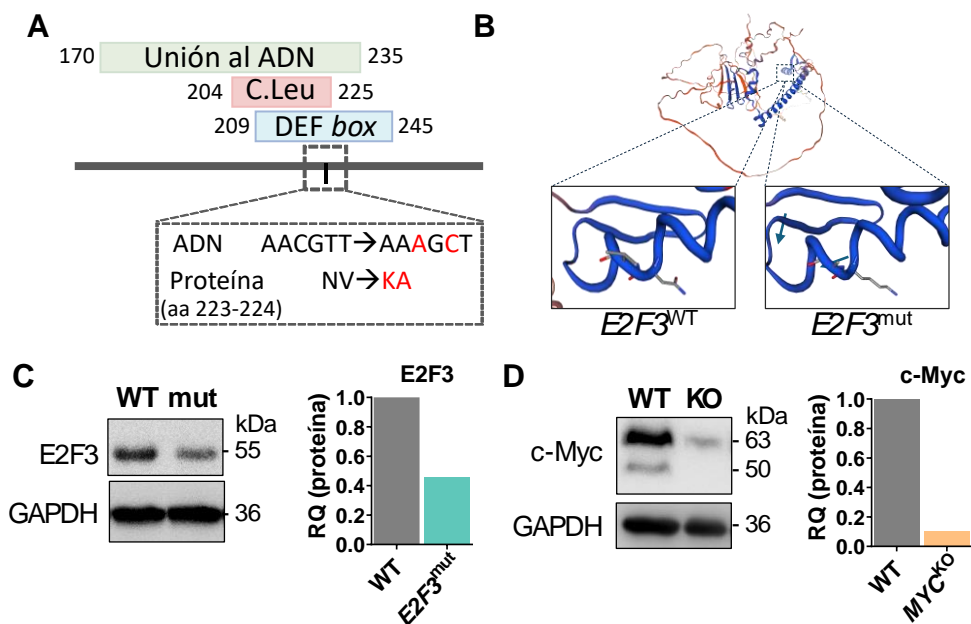 A
170 Unión al ADN 235
204 C.Leu 225
209 DEF box 245
ADN AACGTT→AAAGCT
Proteína NV→KA
(aa 223-224)
B
E2F3WT
E2F3mut
C
WT mut
kDa
E2F3
55
GAPDH
36
E2F3
RQ (proteína)
1.0
0.8
0.6
0.4
0.2
0.0
WT
E2F3mut
D
WT KO
kDa
c-Myc
63
50
GAPDH
36
c-Myc
RQ (proteína)
1.0
0.8
0.6
0.4
0.2
0.0
WT
MYCKO